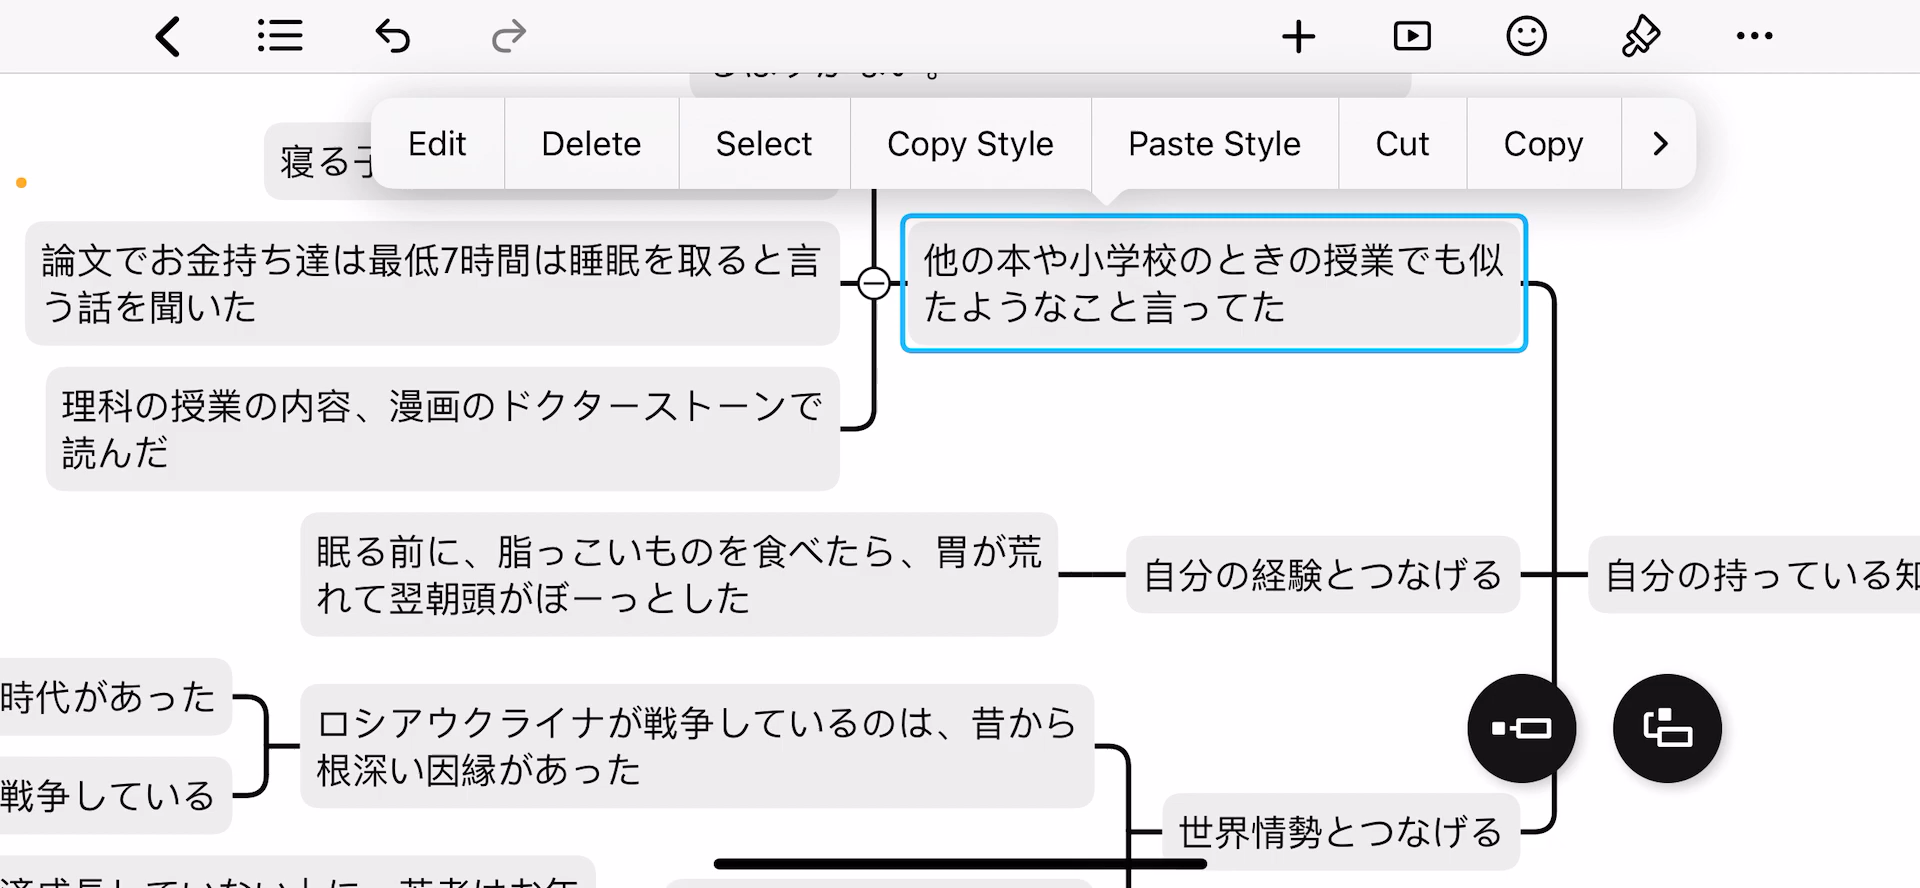 Edit
Delete
Select
Copy Style
Paste Style
Cut
Copy
寝る子
論文でお金持ち達は最低7時間は睡眠を取ると言
う話を聞いた
他の本や小学校のときの授業でも似
たようなこと言ってた
理科の授業の内容、漫画のドクターストーンで
読んだ
眠る前に、脂っこいものを食べたら、胃が荒
れて翌朝頭がぼーっとした
自分の経験とつなげる
自分の持っている知
時代があった
ロシアウクライナが戦争しているのは、昔から
根深い因縁があった
戦争している
世界情勢とつなげる